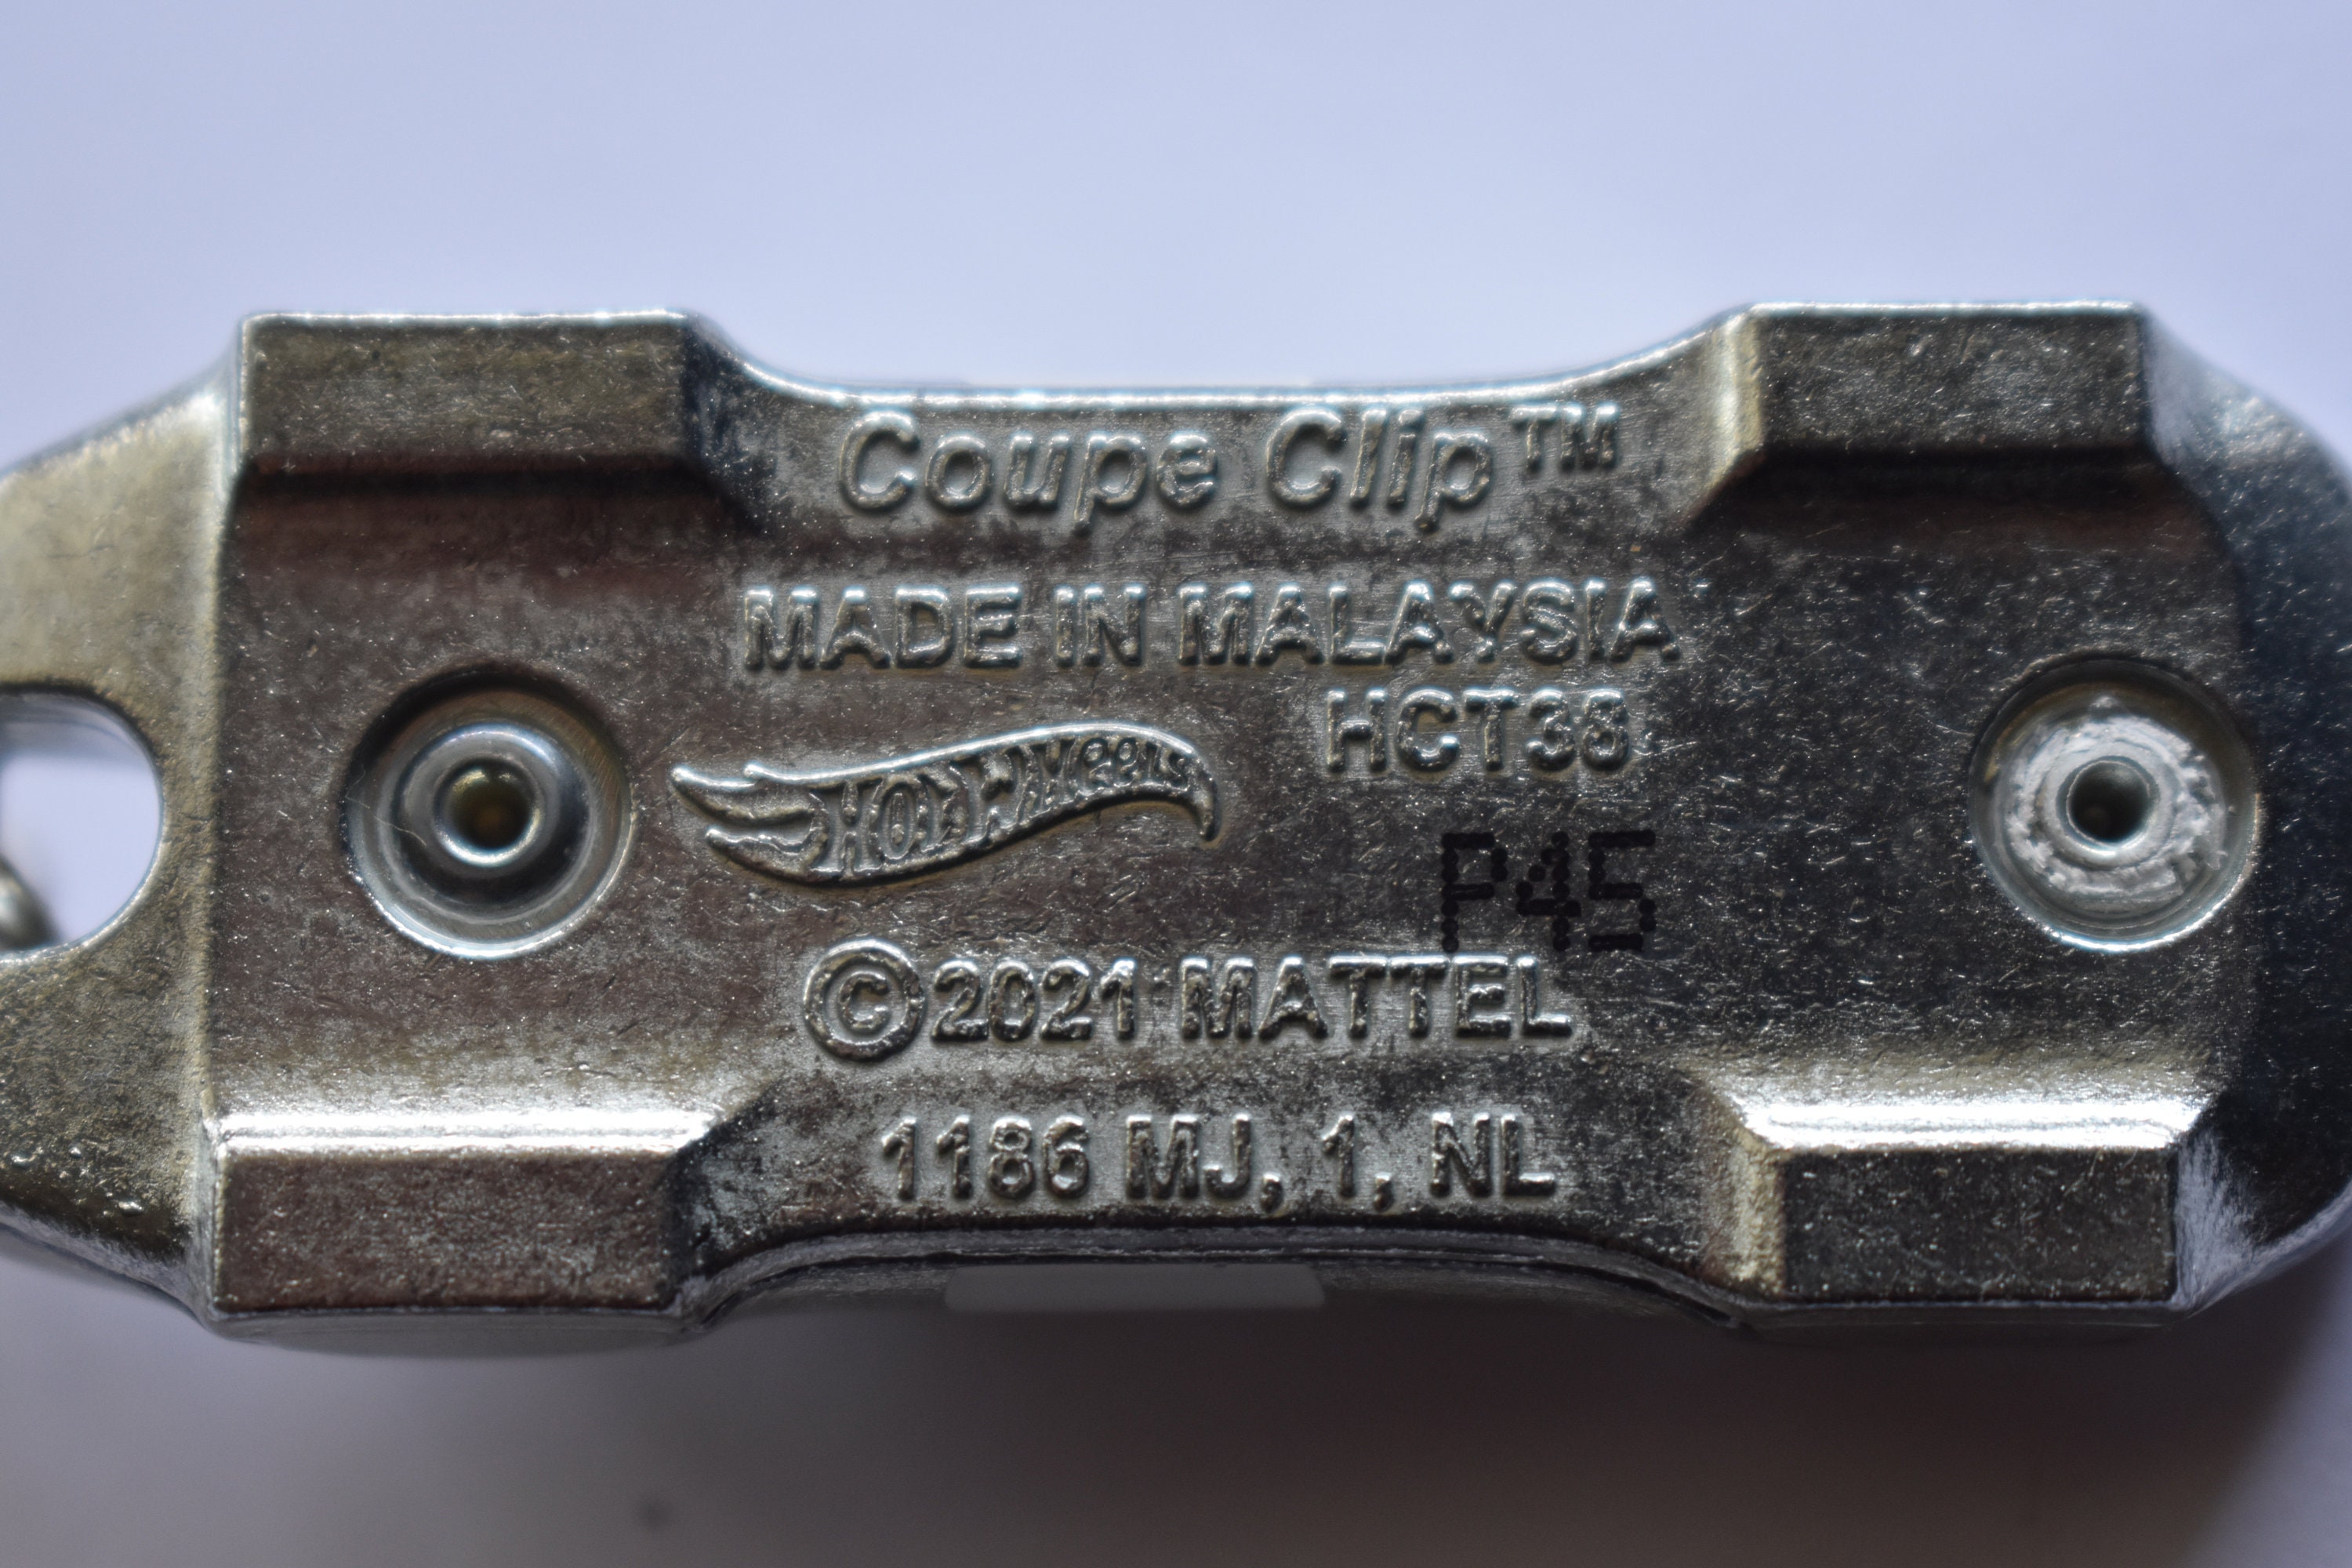 Coupe Clip™
MADE IN MALAYSIA
HCT38
HOT WHEELS
P45
©2021 MATTEL
1186 MJ, 1, NL